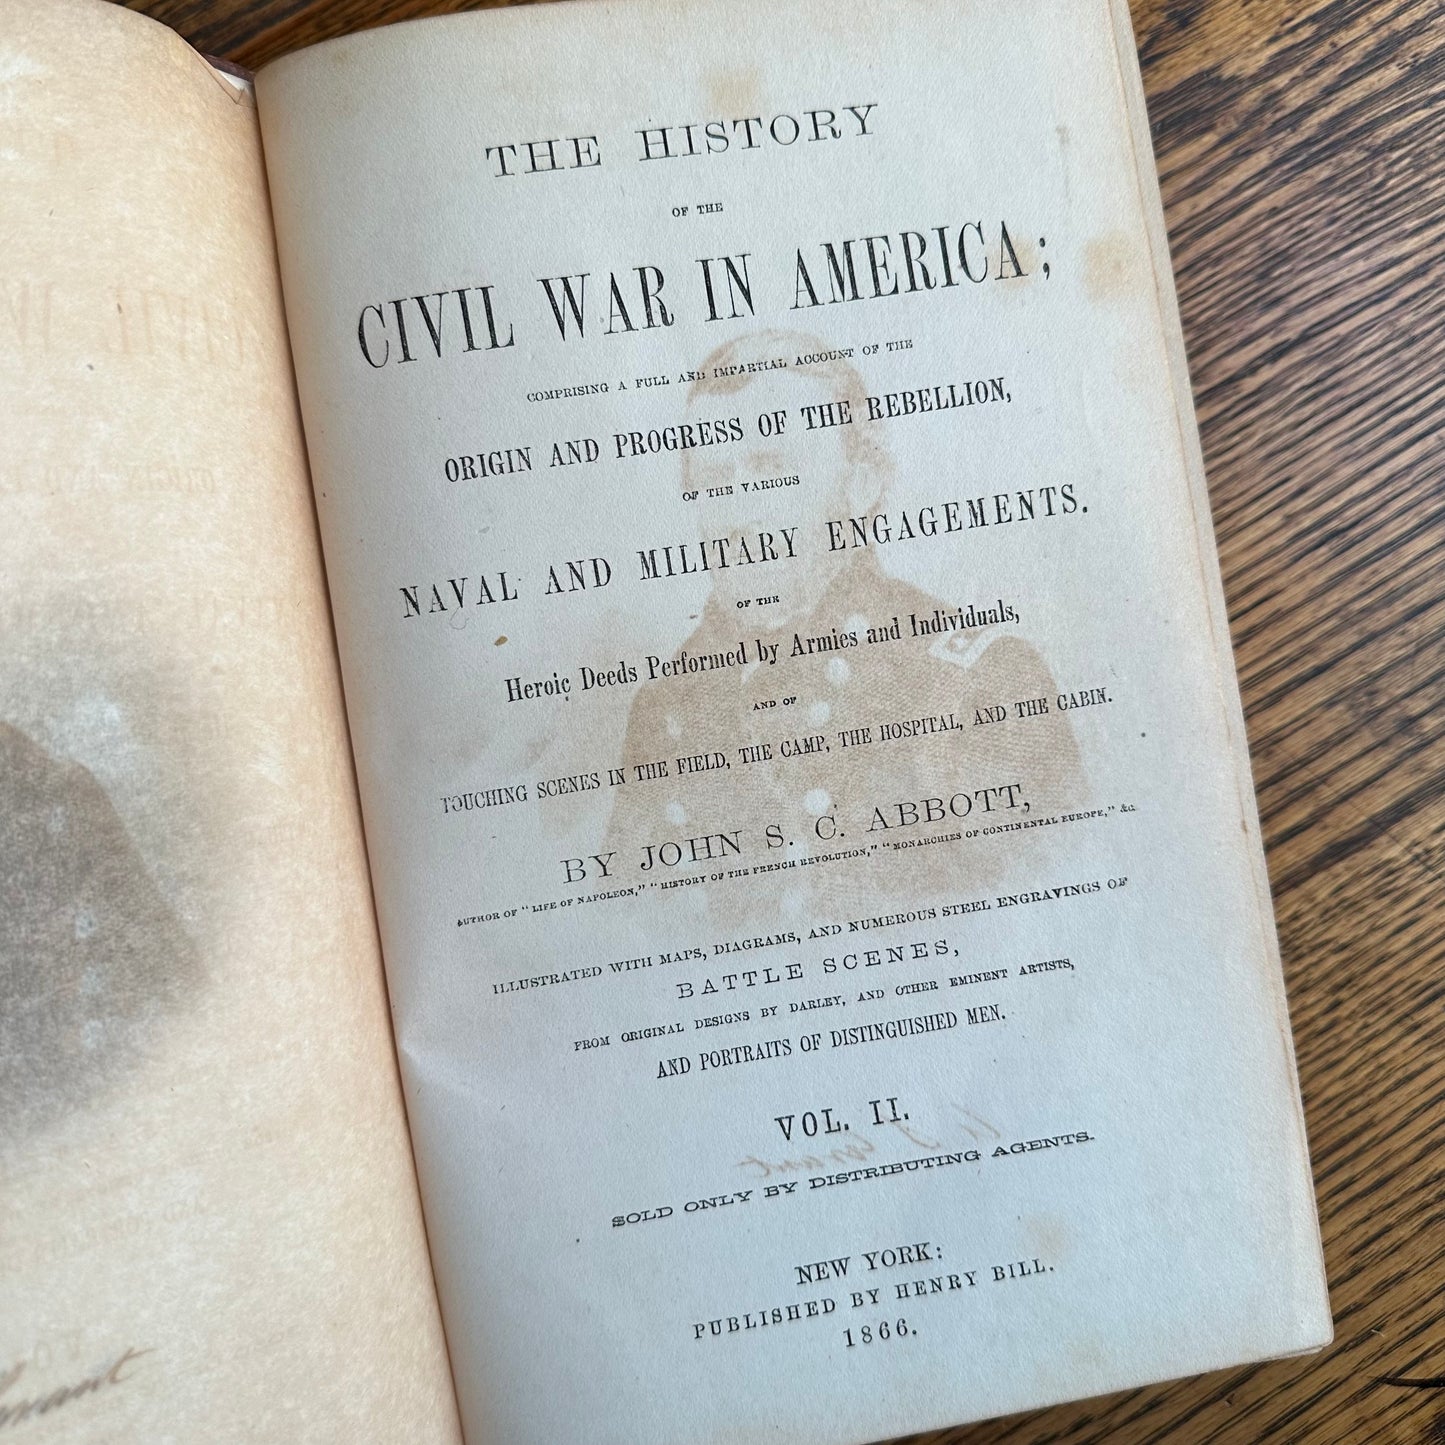 THE HISTORY
OF THE
CIVIL WAR IN AMERICA;
COMPRISING A FULL AND IMPARTIAL ACCOUNT OF THE
ORIGIN AND PROGRESS OF THE REBELLION,
OF THE VARIOUS
NAVAL AND MILITARY ENGAGEMENTS.
OF THE
Heroic Deeds Performed by Armies and Individuals,
AND OF
TOUCHING SCENES IN THE FIELD, THE CAMP, THE HOSPITAL, AND THE CABIN.
BY JOHN S. C. ABBOTT,
AUTHOR OF "LIFE OF NAPOLEON," "HISTORY OF THE FRENCH REVOLUTION," "MONARCHIES OF CONTINENTAL EUROPE," &c.
ILLUSTRATED WITH MAPS, DIAGRAMS, AND NUMEROUS STEEL ENGRAVINGS OF
BATTLE SCENES,
FROM ORIGINAL DESIGNS BY DARLEY, AND OTHER EMINENT ARTISTS,
AND PORTRAITS OF DISTINGUISHED MEN.
VOL. II.
SOLD ONLY BY DISTRIBUTING AGENTS.
NEW YORK:
PUBLISHED BY HENRY BILL.
1866.